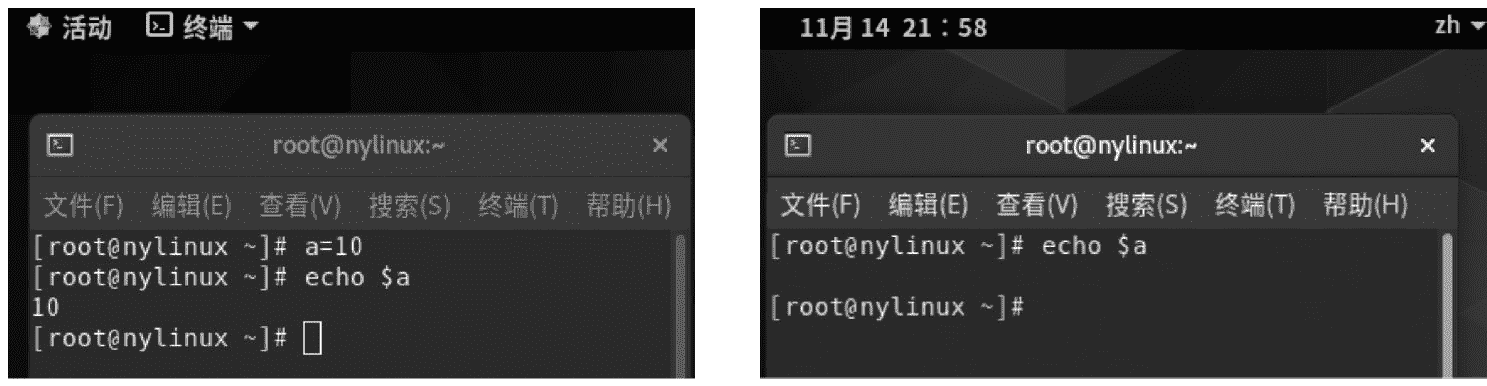 活动 终端
root@nylinux:~
文件(F) 编辑(E) 查看(V) 搜索(S) 终端(T) 帮助(H)
[root@nylinux ~]# a=10
[root@nylinux ~]# echo $a
10
[root@nylinux ~]#
11月 14 21：58 zh
root@nylinux:~
文件(F) 编辑(E) 查看(V) 搜索(S) 终端(T) 帮助(H)
[root@nylinux ~]# echo $a
[root@nylinux ~]#